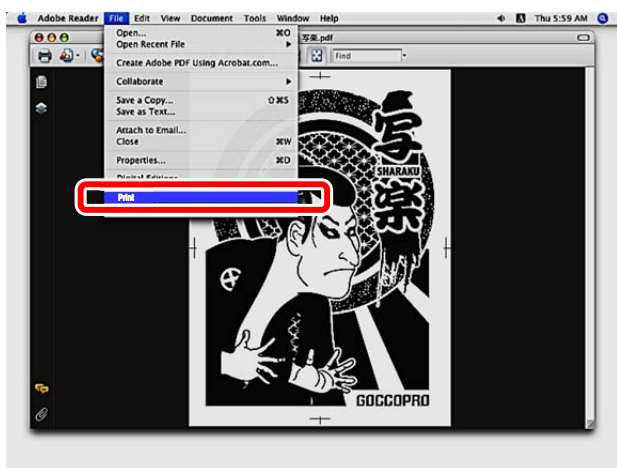 Adobe Reader File Edit View Document Tools Window Help Thu 5:59 AM
写楽.pdf
Open... ⌘O
Open Recent File
Find
Create Adobe PDF Using Acrobat.com...
Collaborate
Save a Copy... ⇧⌘S
Save as Text...
Attach to Email...
Close ⌘W
Properties... ⌘D
Digital Editions
Print
写
SHARAKU
楽
GOCCOPRO